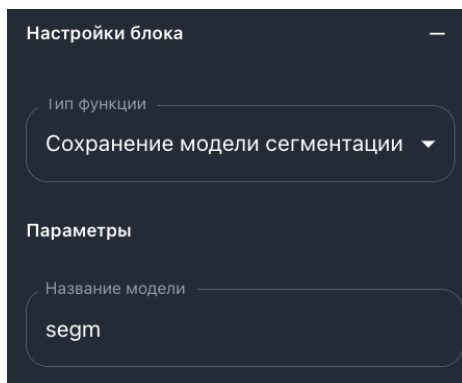 Настройки блока
Тип функции
Сохранение модели сегментации
Параметры
Название модели
segm